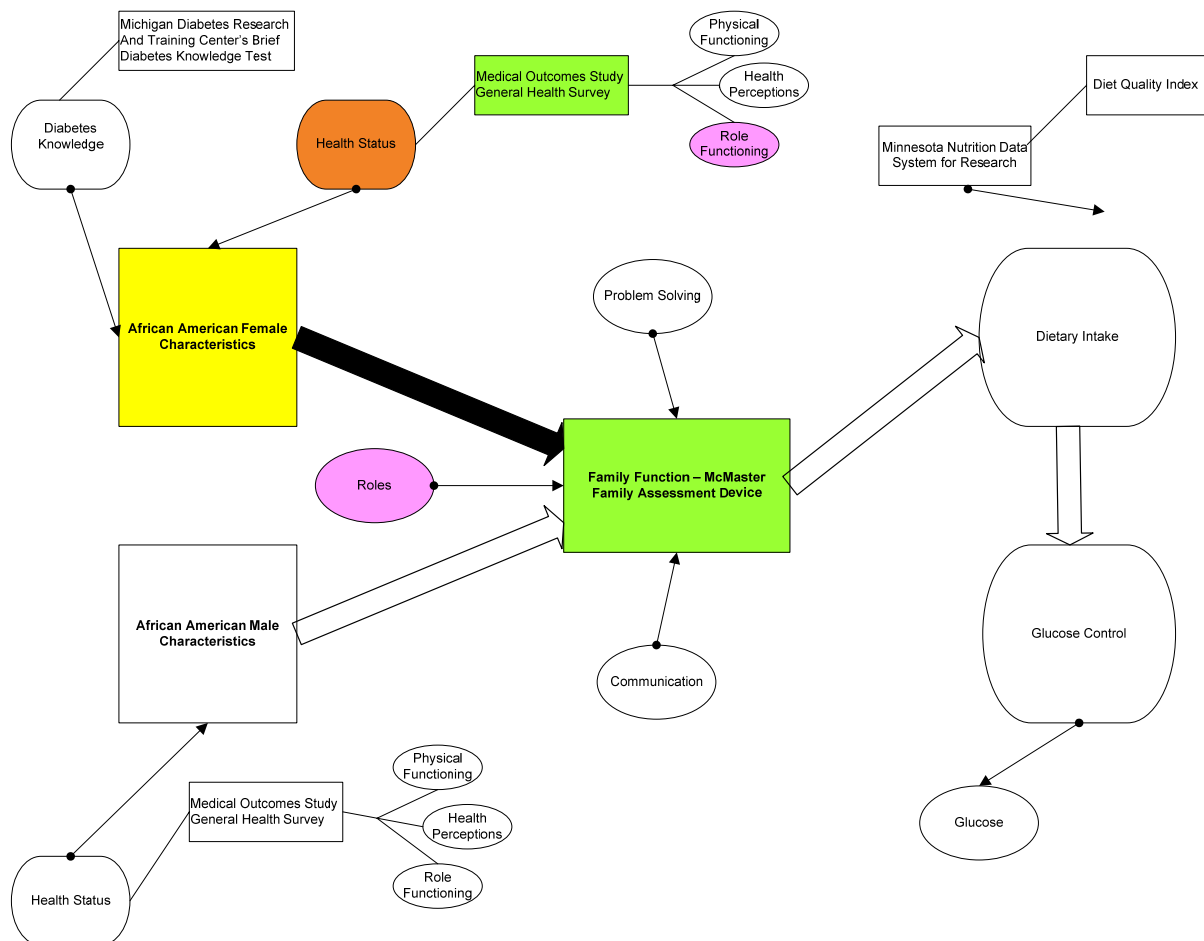 Michigan Diabetes Research
And Training Center's Brief
Diabetes Knowledge Test
Diabetes
Knowledge
Health Status
Medical Outcomes Study
General Health Survey
Physical
Functioning
Health
Perceptions
Role
Functioning
Diet Quality Index
Minnesota Nutrition Data
System for Research
African American Female
Characteristics
Problem Solving
Dietary Intake
Roles
Family Function – McMaster
Family Assessment Device
African American Male
Characteristics
Communication
Glucose Control
Physical
Functioning
Medical Outcomes Study
General Health Survey
Health
Perceptions
Role
Functioning
Health Status
Glucose